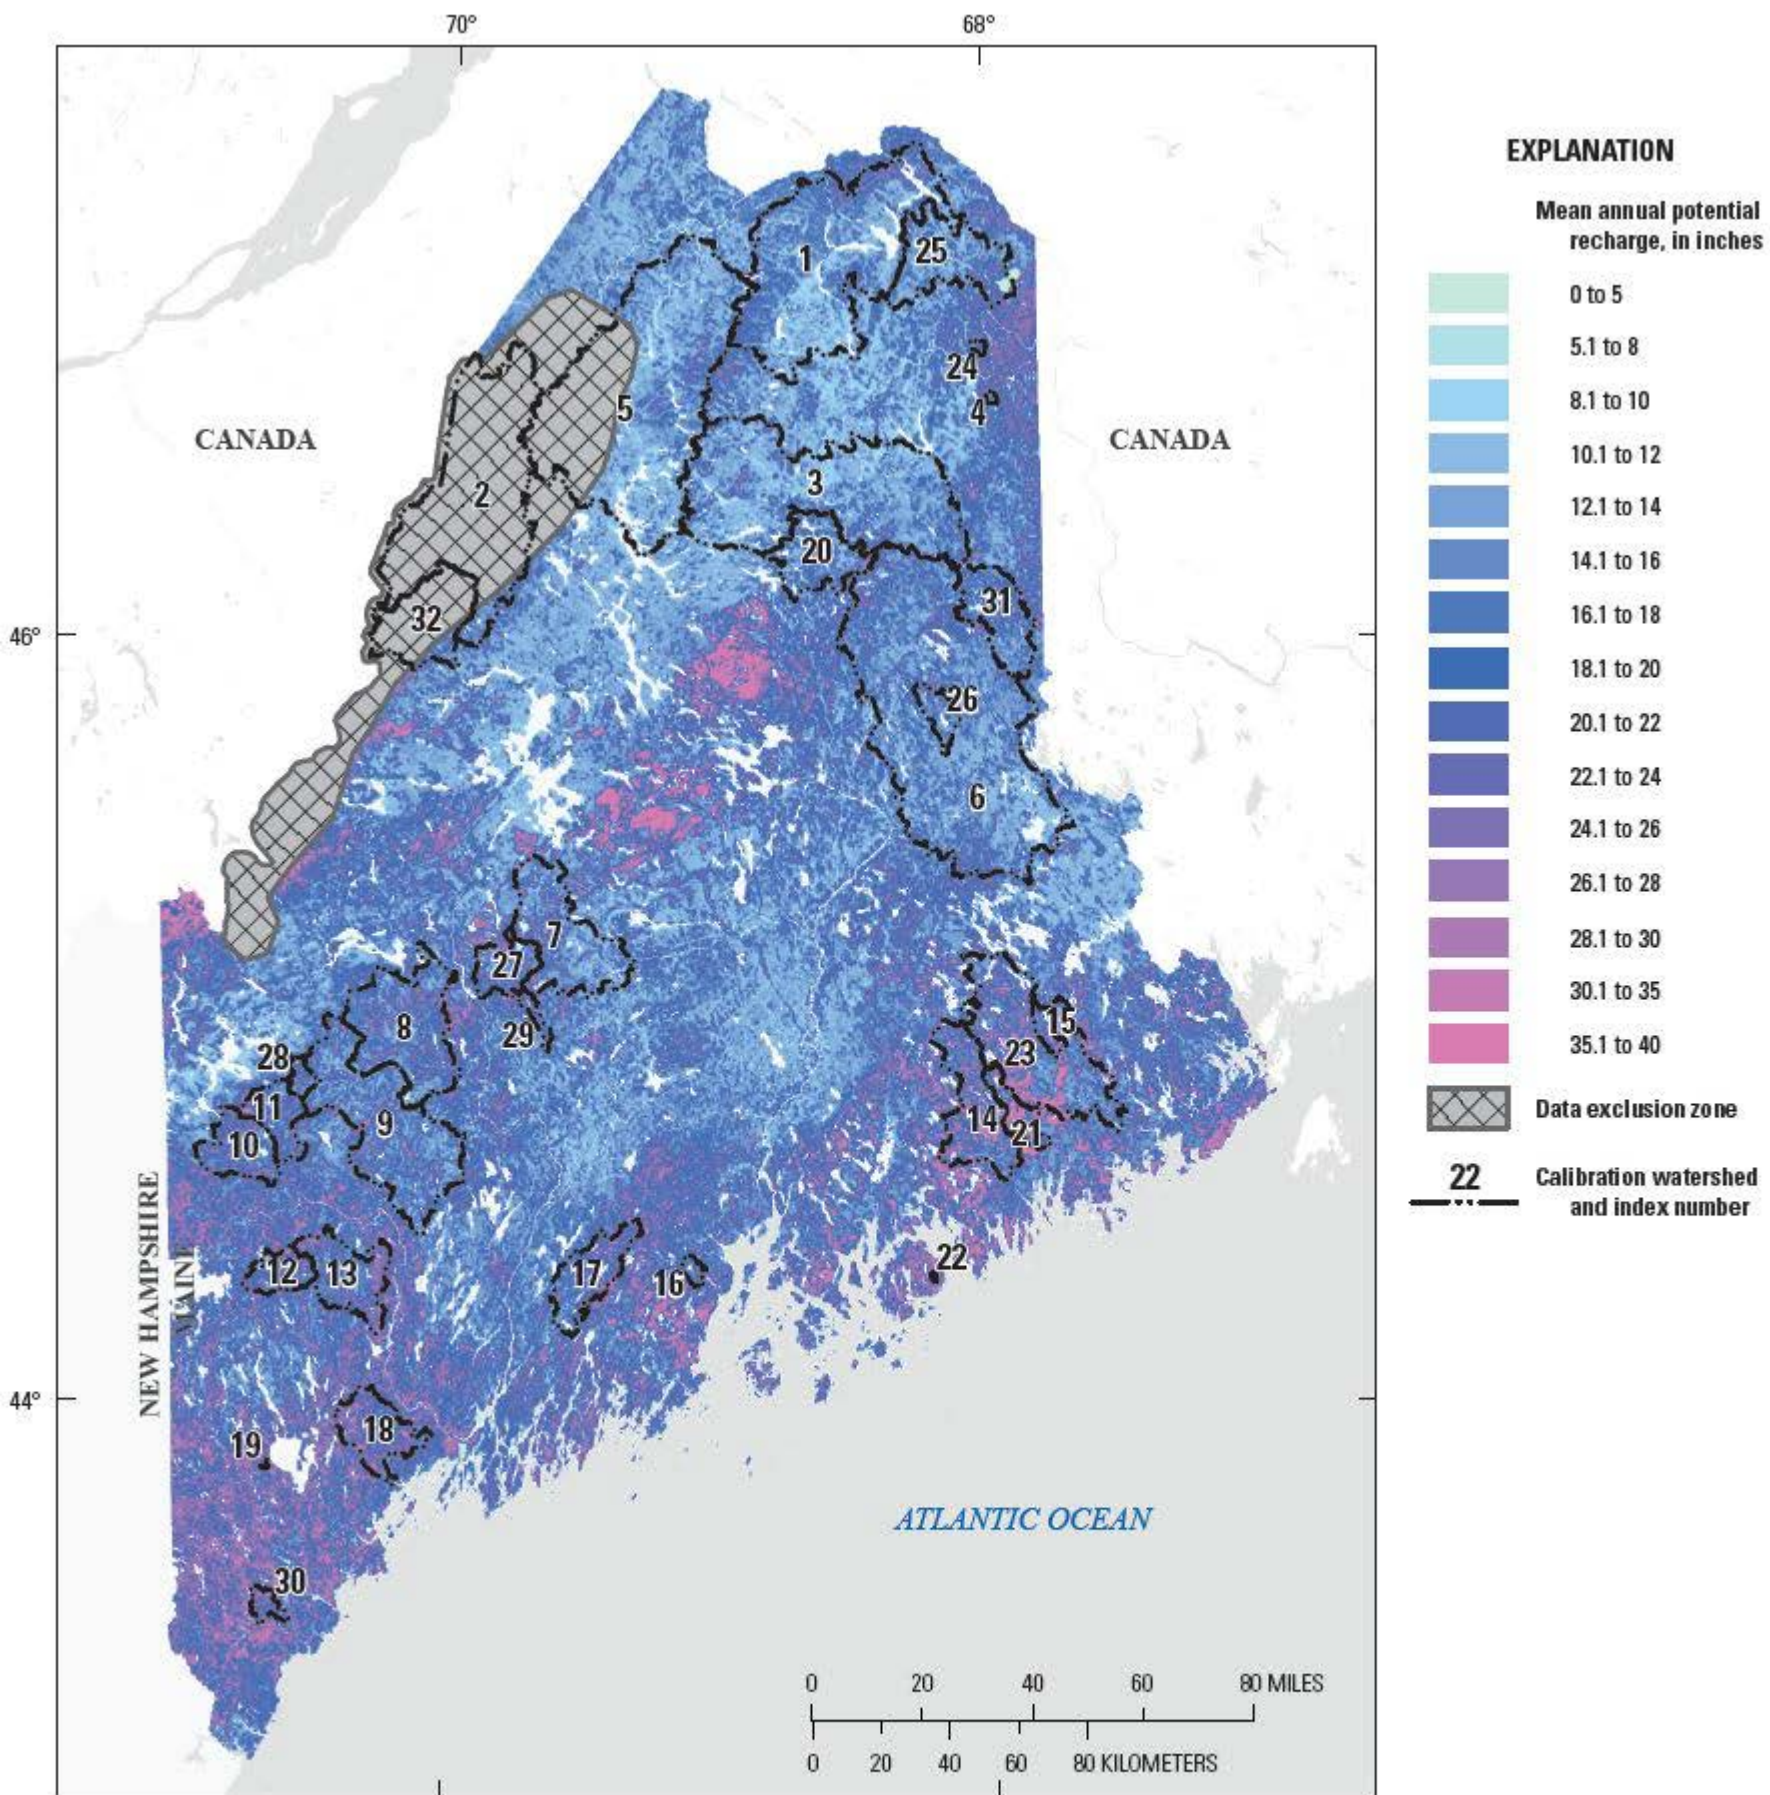 70°
68°
EXPLANATION
Mean annual potential
recharge, in inches
0 to 5
5.1 to 8
8.1 to 10
10.1 to 12
12.1 to 14
14.1 to 16
16.1 to 18
18.1 to 20
20.1 to 22
22.1 to 24
24.1 to 26
26.1 to 28
28.1 to 30
30.1 to 35
35.1 to 40
Data exclusion zone
22
Calibration watershed
and index number
1
25
24
4
5
CANADA
CANADA
2
3
20
31
32
46°
26
6
7
27
8
29
28
11
9
10
15
23
14
21
12
13
17
16
22
NEW HAMPSHIRE
MAINE
44°
18
19
30
ATLANTIC OCEAN
0 20 40 60 80 MILES
0 20 40 60 80 KILOMETERS